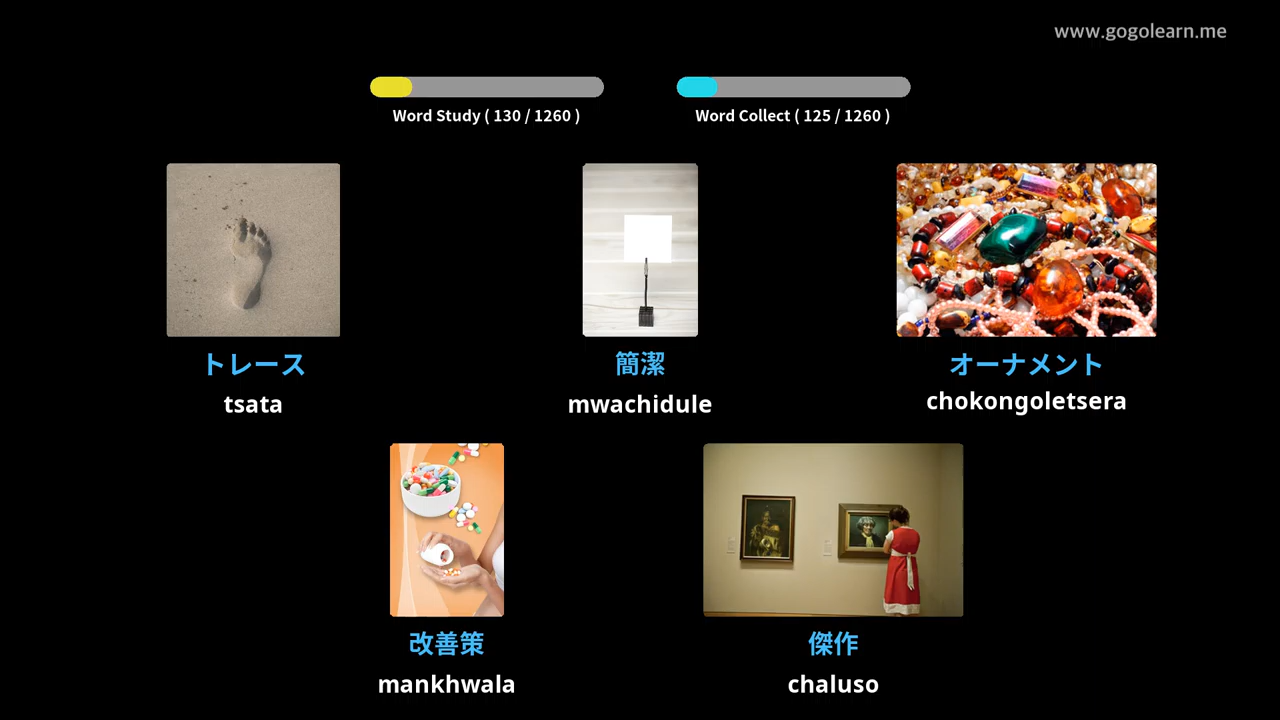 www.gogolearn.me
Word Study ( 130 / 1260 )
Word Collect ( 125 / 1260 )
トレース
tsata
簡潔
mwachidule
オーナメント
chokongoletsera
改善策
mankhwala
傑作
chaluso